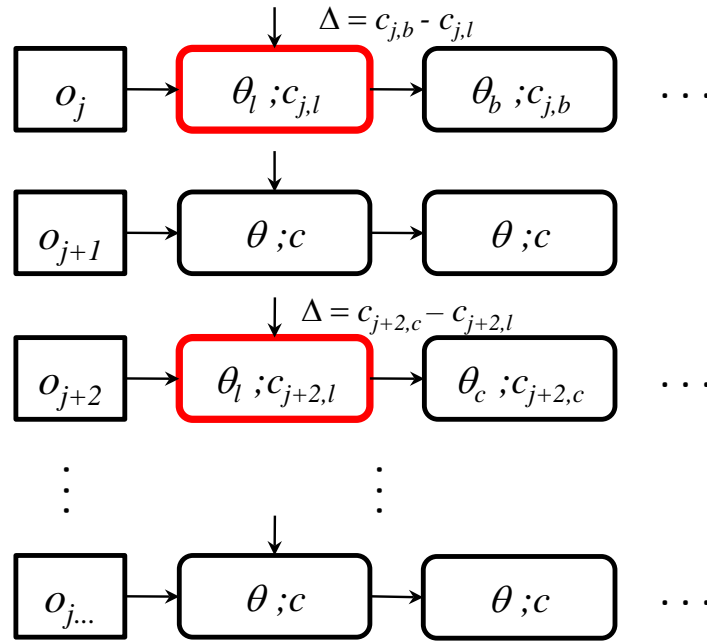 Δ = c_{j,b} - c_{j,l}
o_j θ_l ;c_{j,l} θ_b ;c_{j,b} . . .
o_{j+1} θ ;c θ ;c
Δ = c_{j+2,c} – c_{j+2,l}
o_{j+2} θ_l ;c_{j+2,l} θ_c ;c_{j+2,c} . . .
⋮ ⋮
o_{j...} θ ;c θ ;c . . .